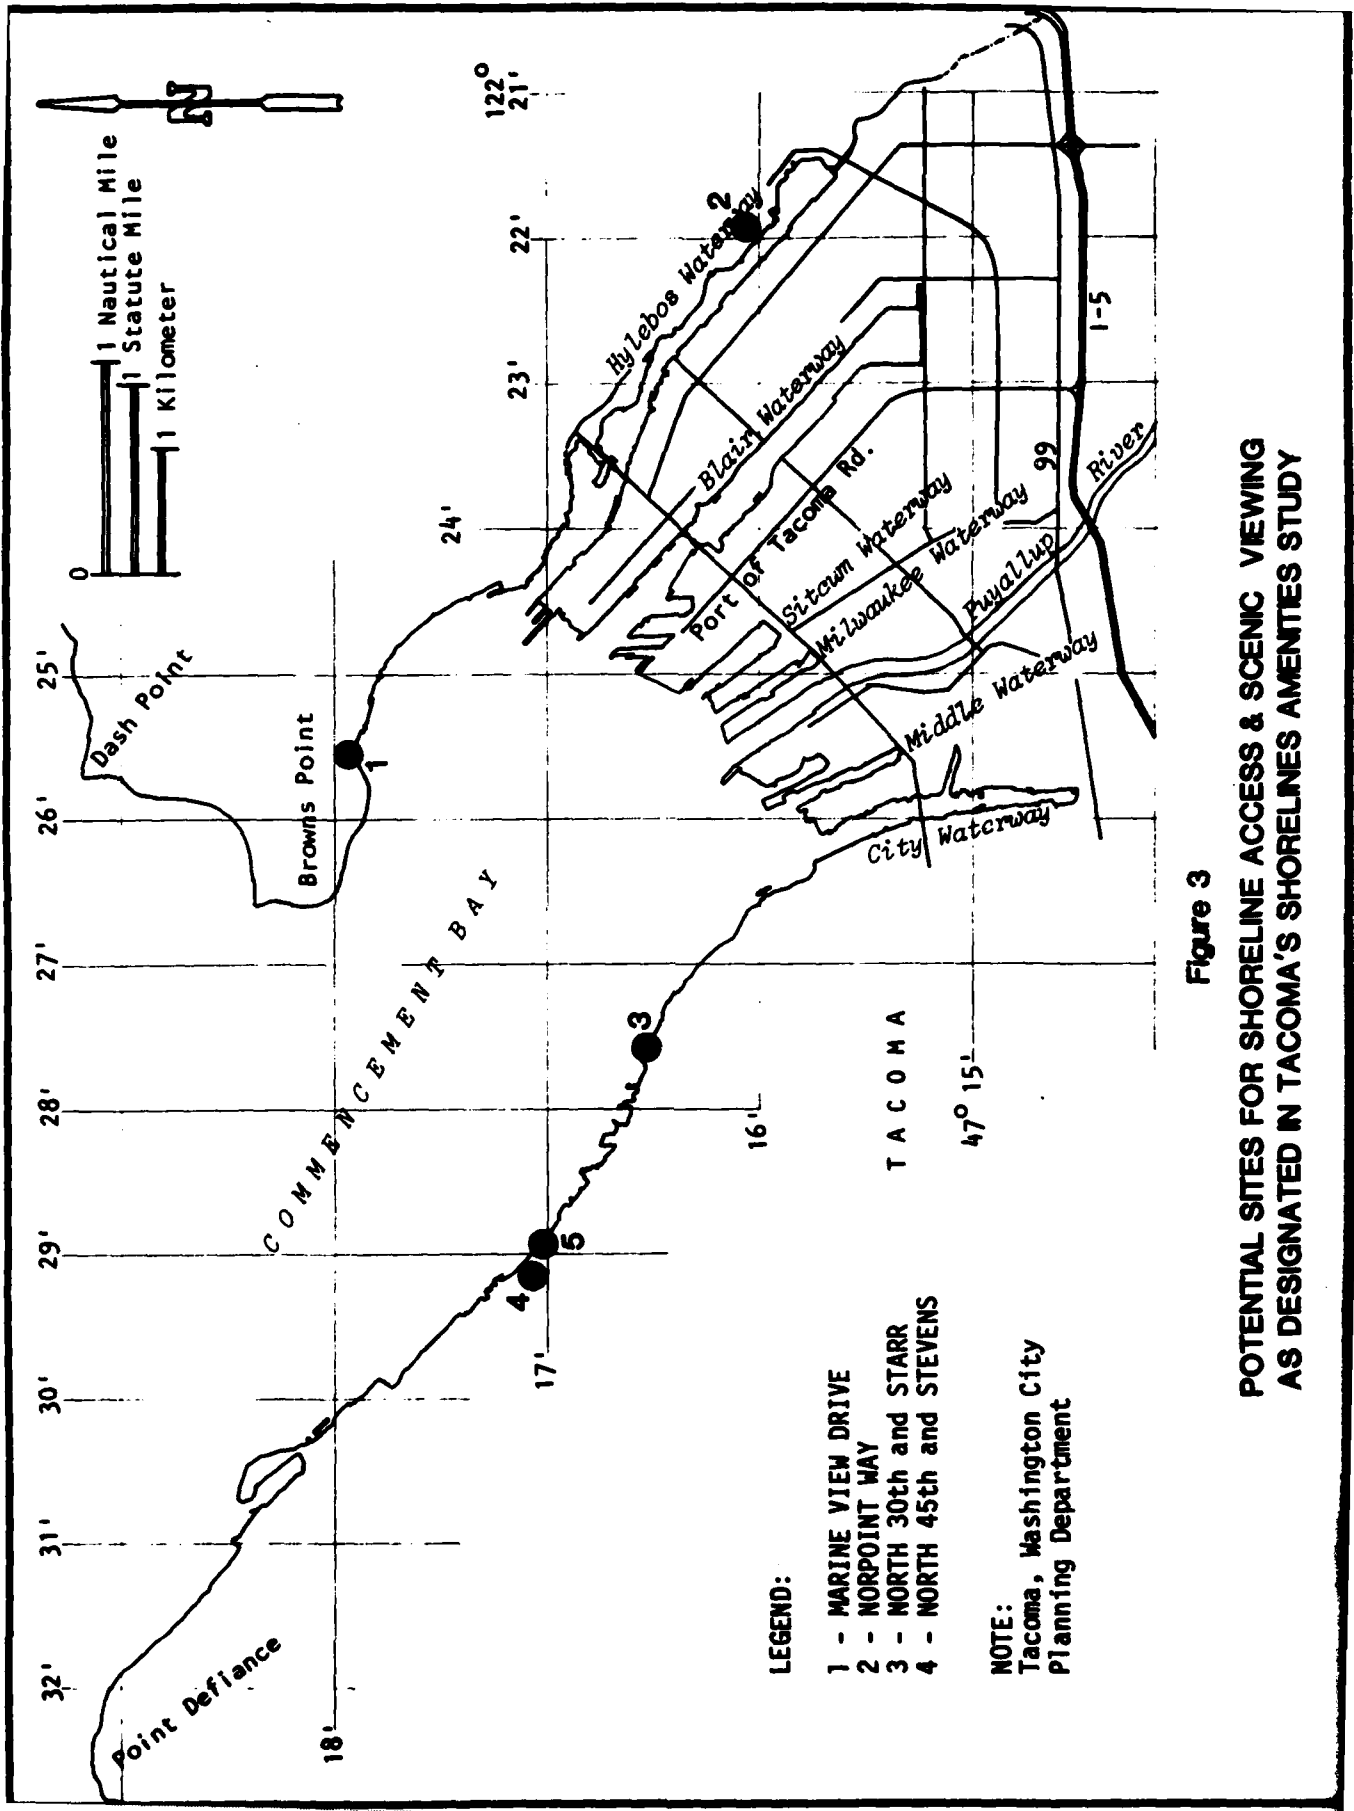 0
1 Nautical Mile
1 Statute Mile
1 Kilometer
N
32'
31'
30'
29'
28'
27'
26'
25'
24'
23'
22'
122°
21'
18'
17'
16'
47° 15'
Point Defiance
Dash Point
Browns Point
COMMENCEMENT BAY
TACOMA
1
2
3
4
5
Hylebos Waterway
Blair Waterway
Port of Tacoma Rd.
Sitcum Waterway
Milwaukee Waterway
Puyallup River
Middle Waterway
City Waterway
99
I-5
LEGEND:
1 - MARINE VIEW DRIVE
2 - NORPOINT WAY
3 - NORTH 30th and STARR
4 - NORTH 45th and STEVENS
NOTE:
Tacoma, Washington City
Planning Department
Figure 3
POTENTIAL SITES FOR SHORELINE ACCESS & SCENIC VIEWING
AS DESIGNATED IN TACOMA'S SHORELINES AMENITIES STUDY